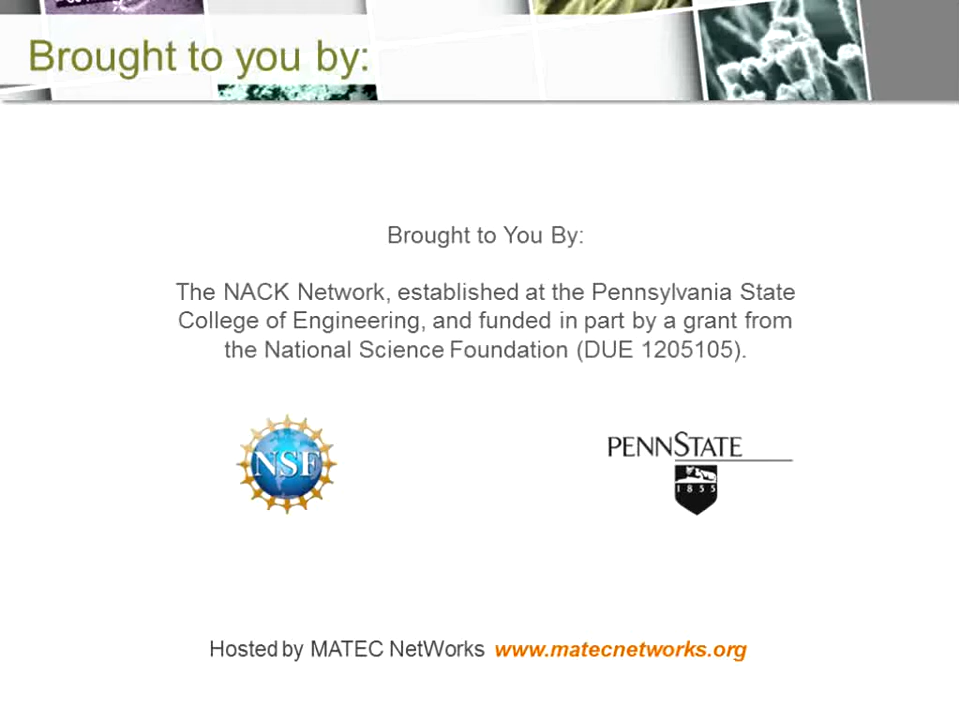 Brought to you by:
Brought to You By:
The NACK Network, established at the Pennsylvania State
College of Engineering, and funded in part by a grant from
the National Science Foundation (DUE 1205105).
NSF
PENNSTATE
1855
Hosted by MATEC NetWorks www.matecnetworks.org